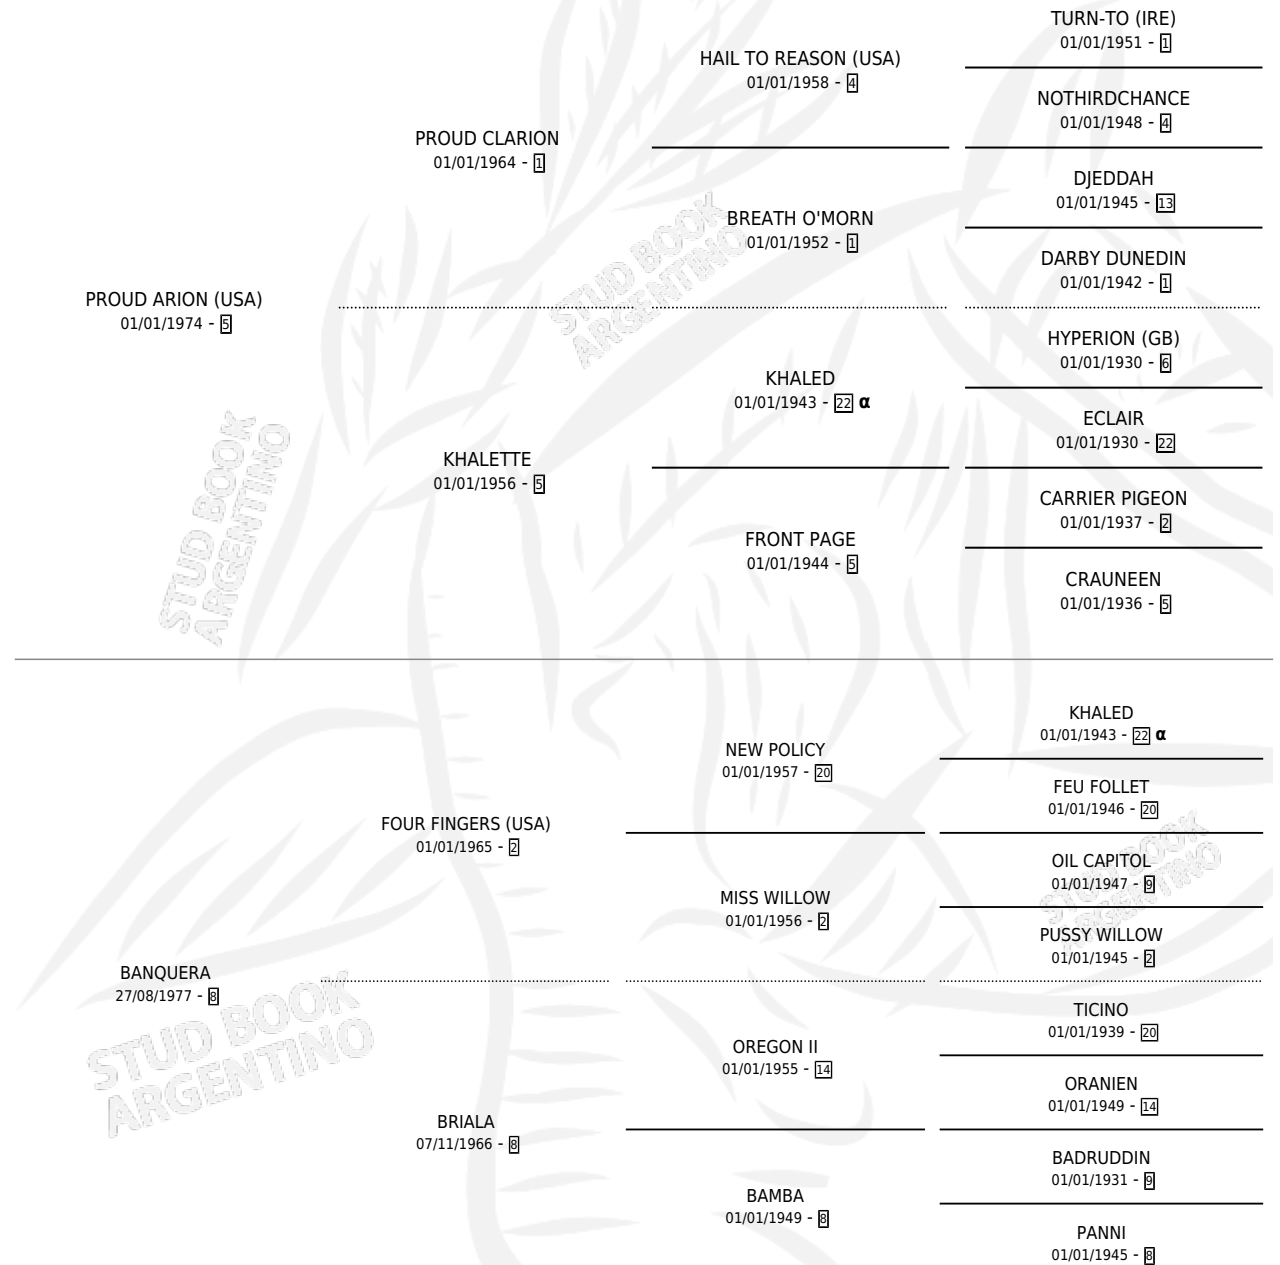 TURN-TO (IRE)
01/01/1951 - 1
HAIL TO REASON (USA)
01/01/1958 - 4
NOTHIRDCHANCE
01/01/1948 - 4
PROUD CLARION
01/01/1964 - 1
DJEDDAH
01/01/1945 - 13
BREATH O'MORN
01/01/1952 - 1
DARBY DUNEDIN
01/01/1942 - 1
PROUD ARION (USA)
01/01/1974 - 5
HYPERION (GB)
01/01/1930 - 6
KHALED
01/01/1943 - 22 α
ECLAIR
01/01/1930 - 22
KHALETTE
01/01/1956 - 5
CARRIER PIGEON
01/01/1937 - 2
FRONT PAGE
01/01/1944 - 5
CRAUNEEN
01/01/1936 - 5
KHALED
01/01/1943 - 22 α
NEW POLICY
01/01/1957 - 20
FEU FOLLET
01/01/1946 - 20
FOUR FINGERS (USA)
01/01/1965 - 2
OIL CAPITOL
01/01/1947 - 9
MISS WILLOW
01/01/1956 - 2
PUSSY WILLOW
01/01/1945 - 2
BANQUERA
27/08/1977 - 8
TICINO
01/01/1939 - 20
OREGON II
01/01/1955 - 14
ORANIEN
01/01/1949 - 14
BRIALA
07/11/1966 - 8
BADRUDDIN
01/01/1931 - 9
BAMBA
01/01/1949 - 8
PANNI
01/01/1945 - 8
STUD BOOK
ARGENTINO
STUD BOOK
ARGENTINO
STUD BOOK
ARGENTINO
STUD BOOK
ARGENTINO